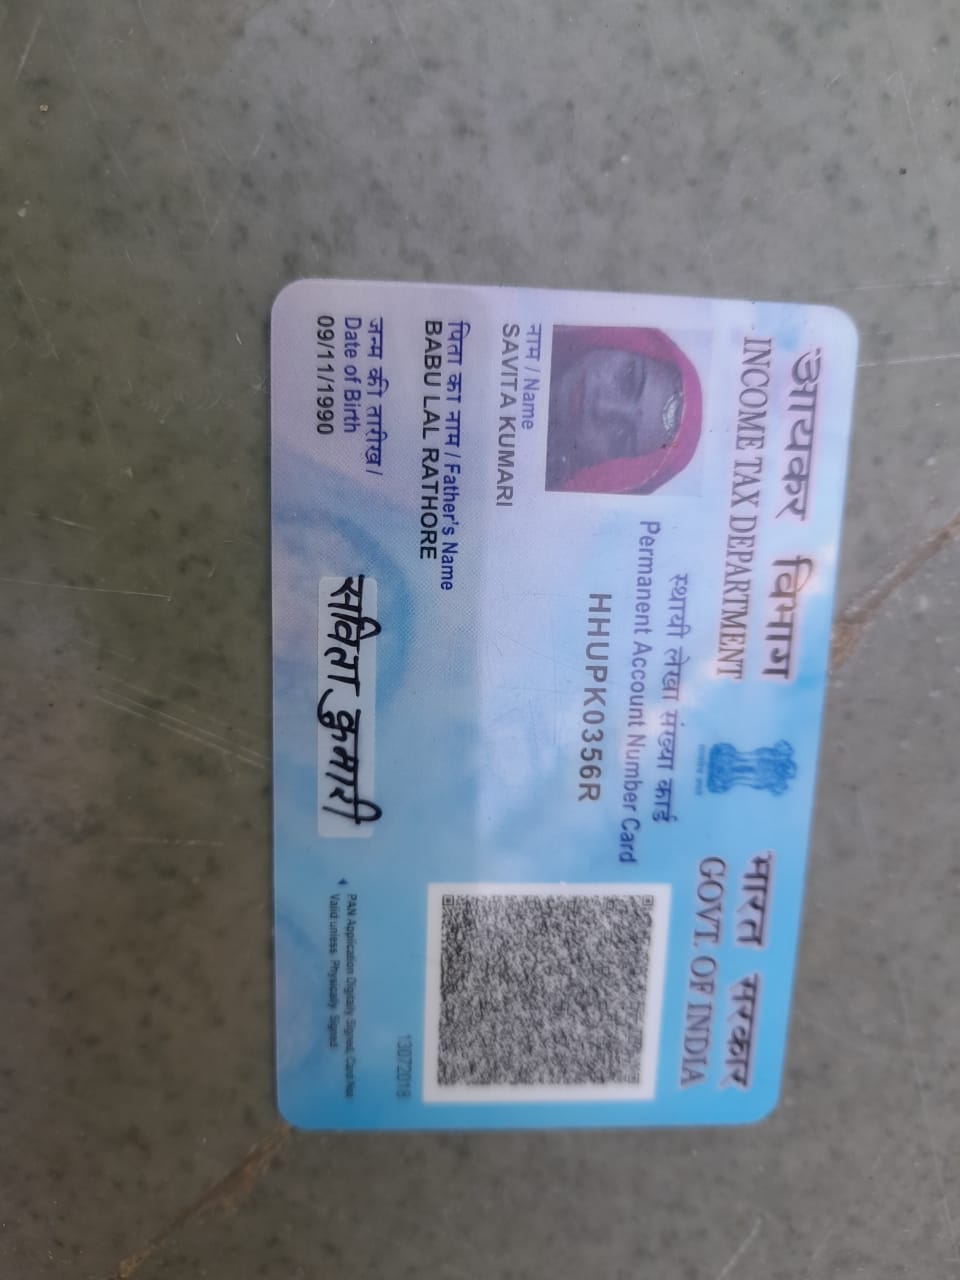 आयकर विभाग
INCOME TAX DEPARTMENT
भारत सरकार
GOVT. OF INDIA
स्थायी लेखा संख्या कार्ड
Permanent Account Number Card
HHUPK0356R
नाम / Name
SAVITA KUMARI
पिता का नाम / Father's Name
BABU LAL RATHORE
जन्म की तारीख /
Date of Birth
09/11/1990
सविता कुमारी
13072018
PAN Application Digitally Signed, Card Not
Valid unless Physically Signed